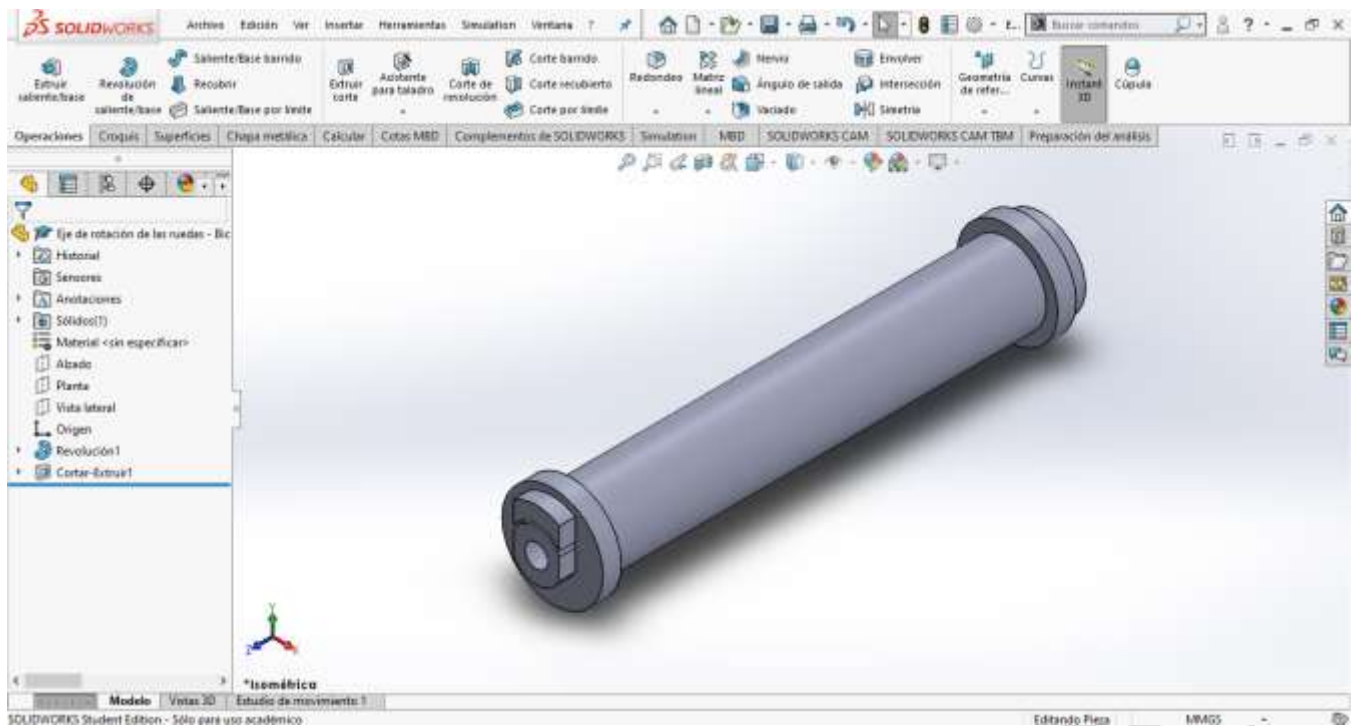 SOLIDWORKS
Archivo Edición Ver Insertar Herramientas Simulation Ventana ?
Buscar comandos
Extruir saliente/base
Revolución de saliente/base
Saliente/Base barrido
Recubrir
Saliente/Base por límite
Extruir corte
Asistente para taladro
Corte de revolución
Corte barrido
Corte recubierto
Corte por límite
Redondeo
Matriz lineal
Nervio
Ángulo de salida
Vaciado
Envolver
Intersección
Simetría
Geometría de refer...
Curvas
Instant 3D
Cúpula
Operaciones Croquis Superficies Chapa metálica Calcular Cotas MBD Complementos de SOLIDWORKS Simulation MBD SOLIDWORKS CAM SOLIDWORKS CAM TBM Preparación del análisis
Eje de rotación de las ruedas - Bic
Historial
Sensores
Anotaciones
Sólidos(1)
Material <sin especificar>
Alzado
Planta
Vista lateral
Origen
Revolución1
Cortar-Extruir1
Y
Z
*Isométrica
Modelo Vistas 3D Estudio de movimiento 1
SOLIDWORKS Student Edition - Sólo para uso académico
Editando Pieza MMGS